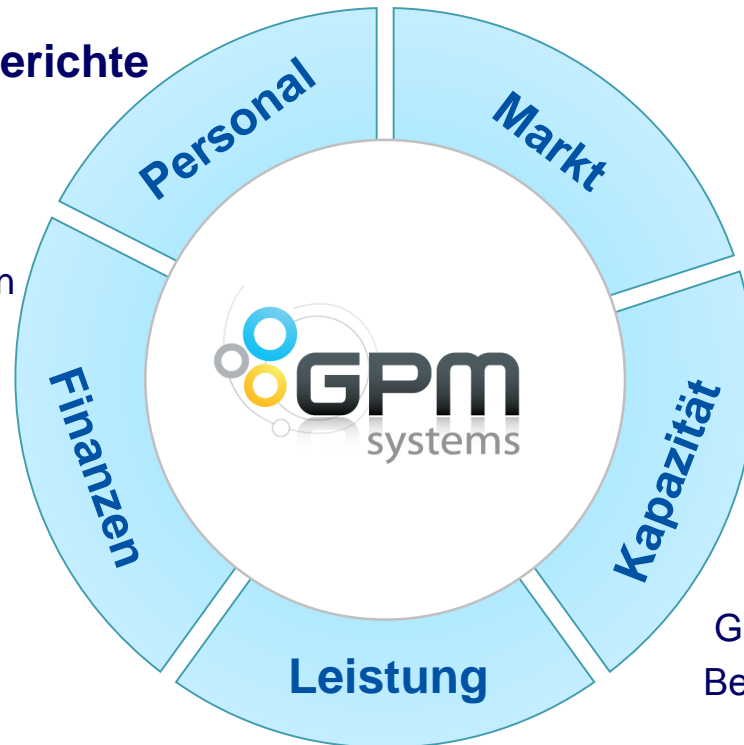 erichte
Personal
Markt
n
Finanzen
GPM
systems
Kapazität
G
Be
Leistung